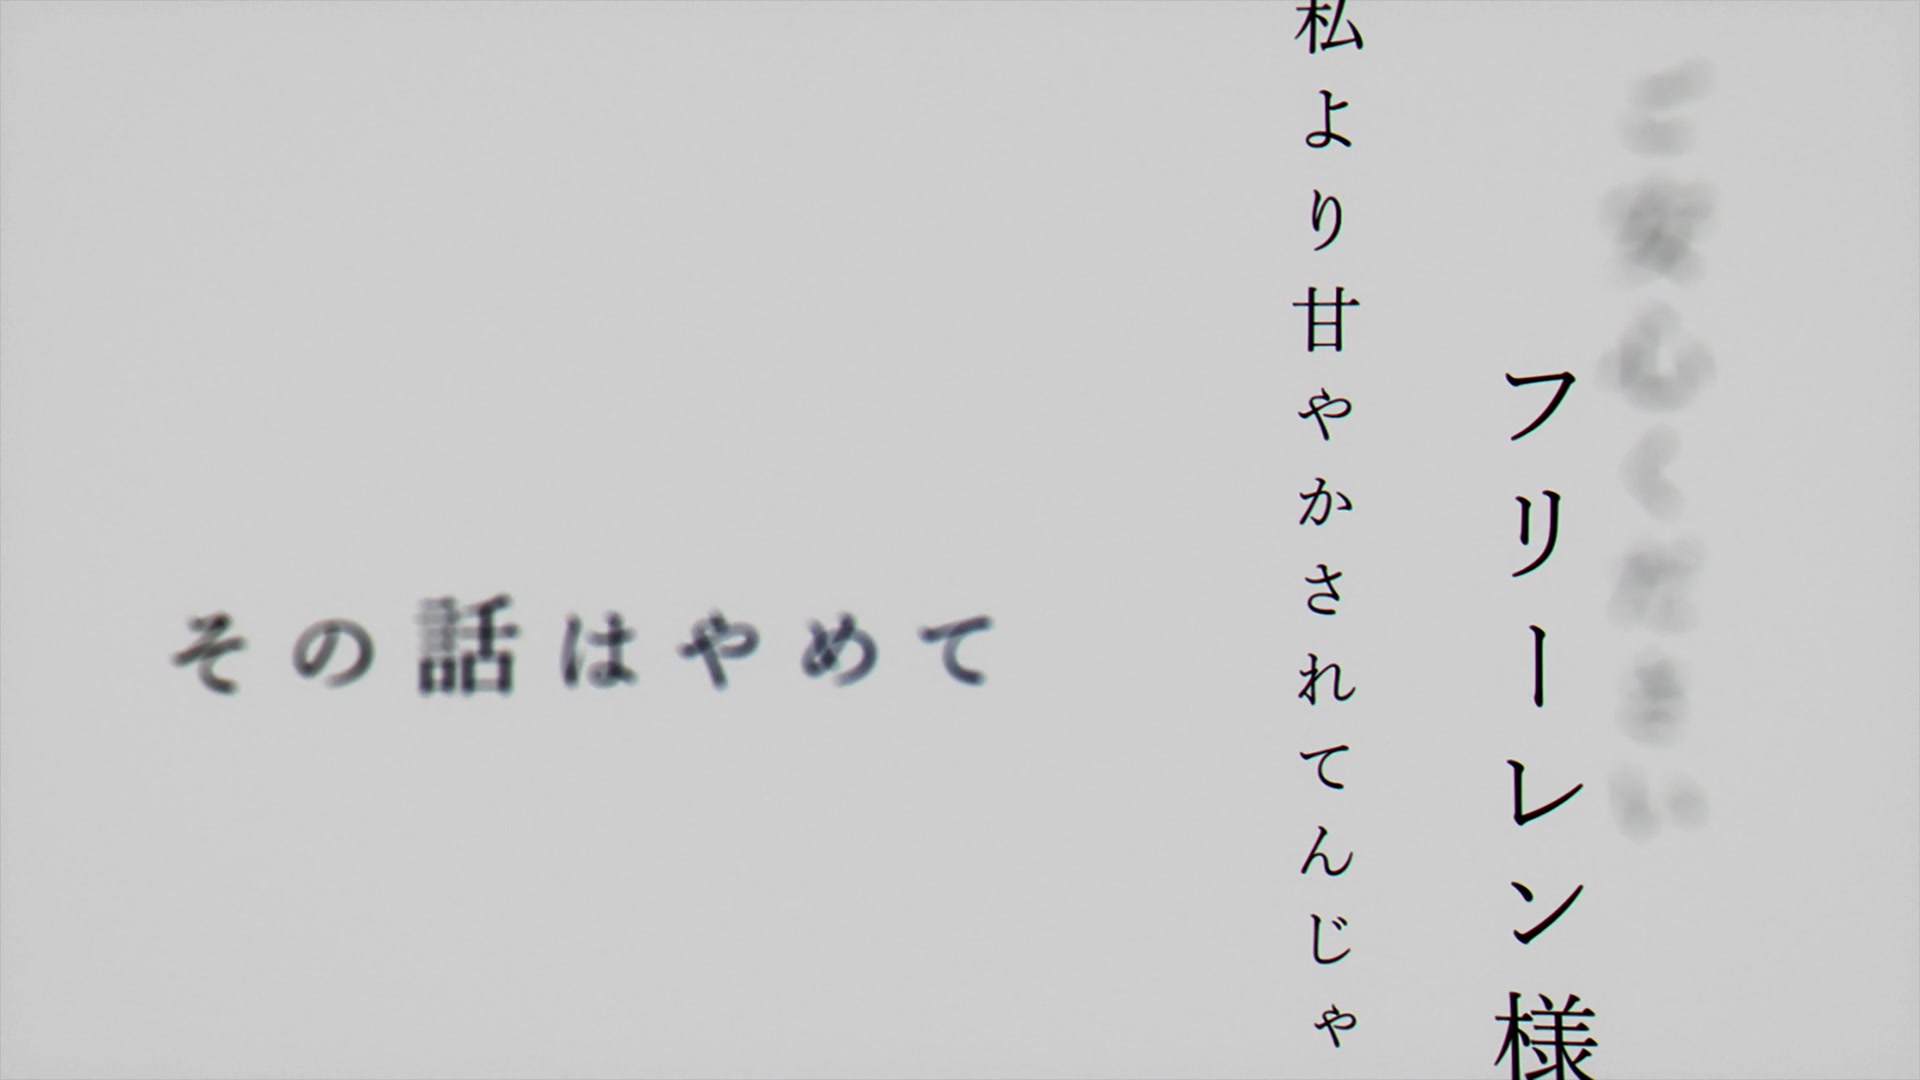 ご安心ください
フリーレン様
私より甘やかされてんじゃ
その話はやめて